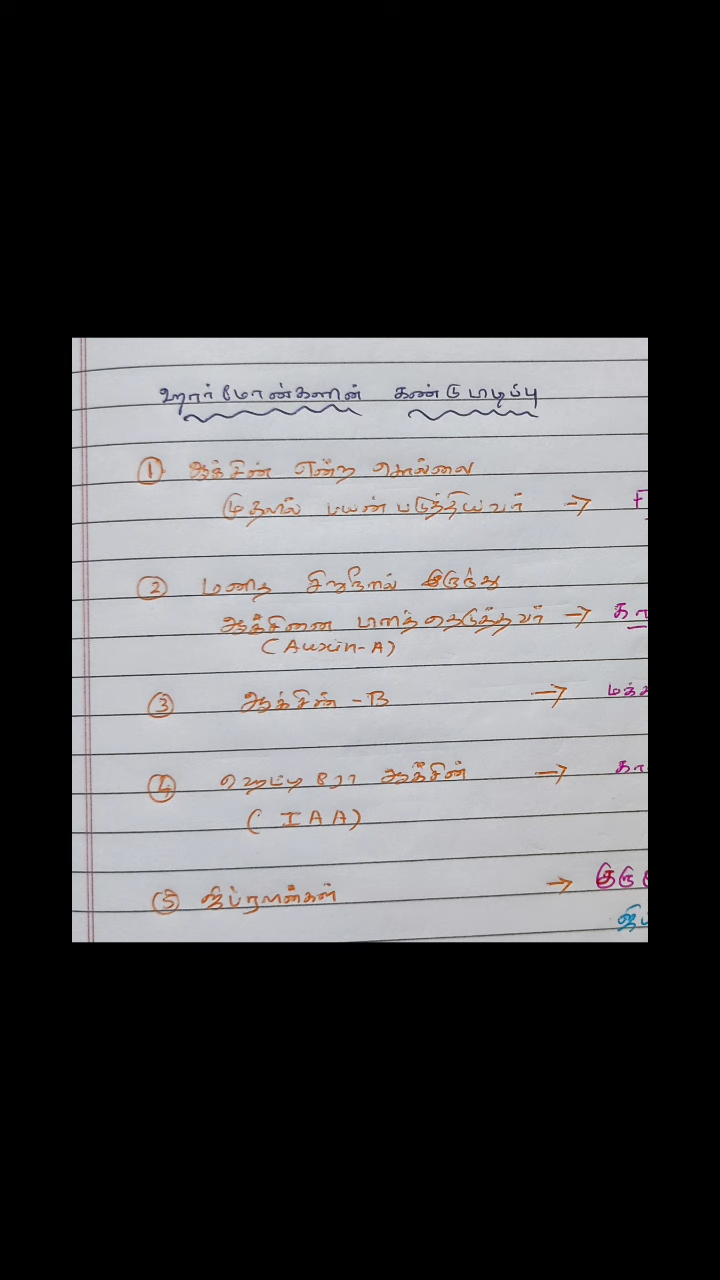 ஹார்மோன்களின் கண்டுபிடிப்பு
① ஆக்சின் என்ற சொல்லை
முதலில் பயன்படுத்தியவர் →
② மனித சிறுநீரில் இருந்து
ஆக்சினை பிரித்தெடுத்தவர் → கா
(Auxin-A)
③ ஆக்சின் - B → மக்க
④ ஹெட்டிரோ ஆக்சின் → கா
( IAA)
⑤ ஜிப்ரலின்கள் → குரு
ஜிப